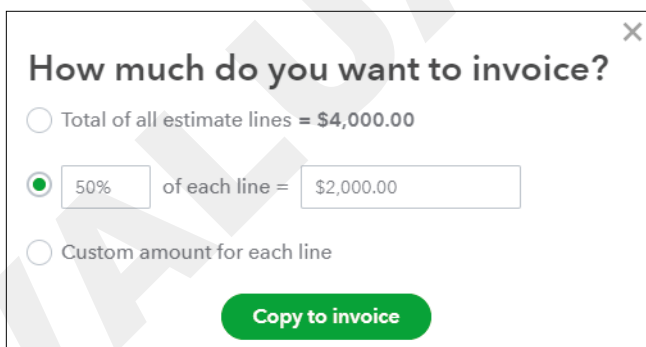 How much do you want to invoice?
Total of all estimate lines = $4,000.00
50% of each line = $2,000.00
Custom amount for each line
Copy to invoice